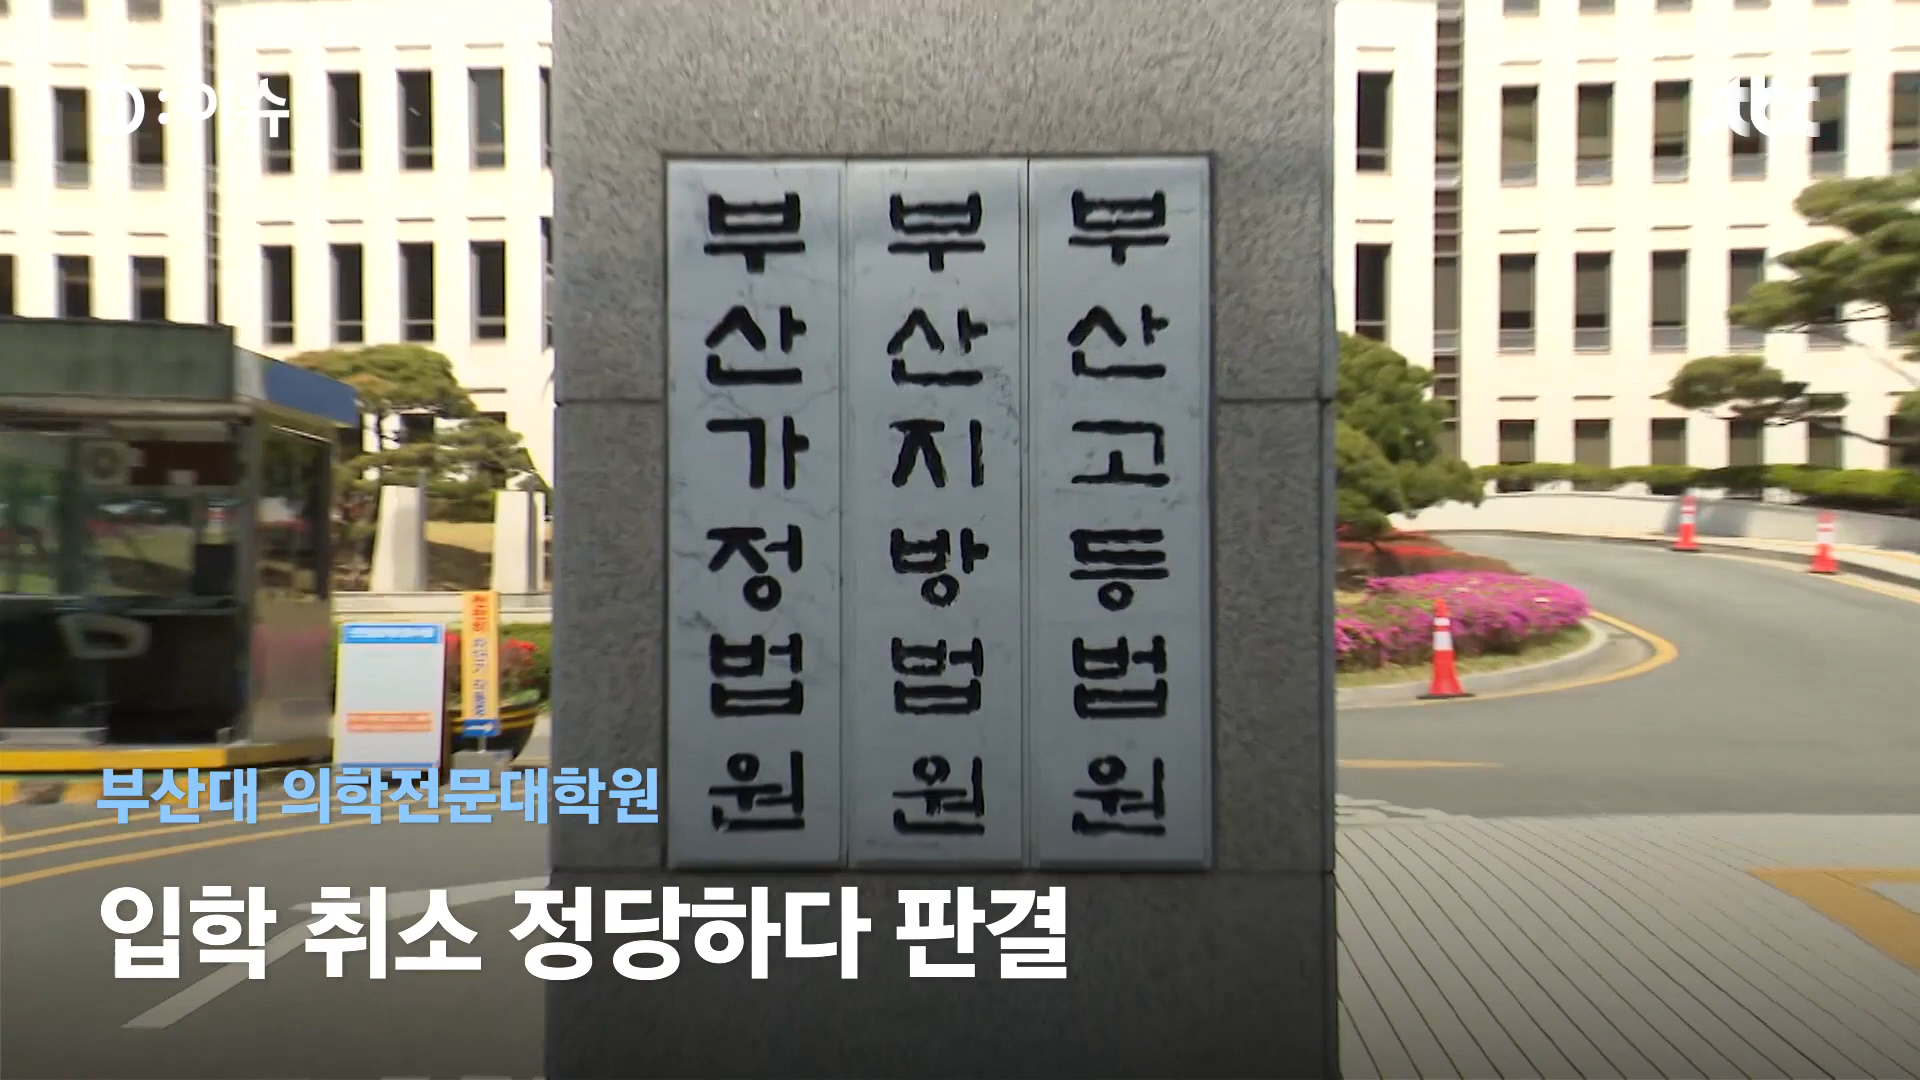 D:이슈
jtbc
부산가정법원
부산지방법원
부산고등법원
부산대 의학전문대학원
입학 취소 정당하다 판결